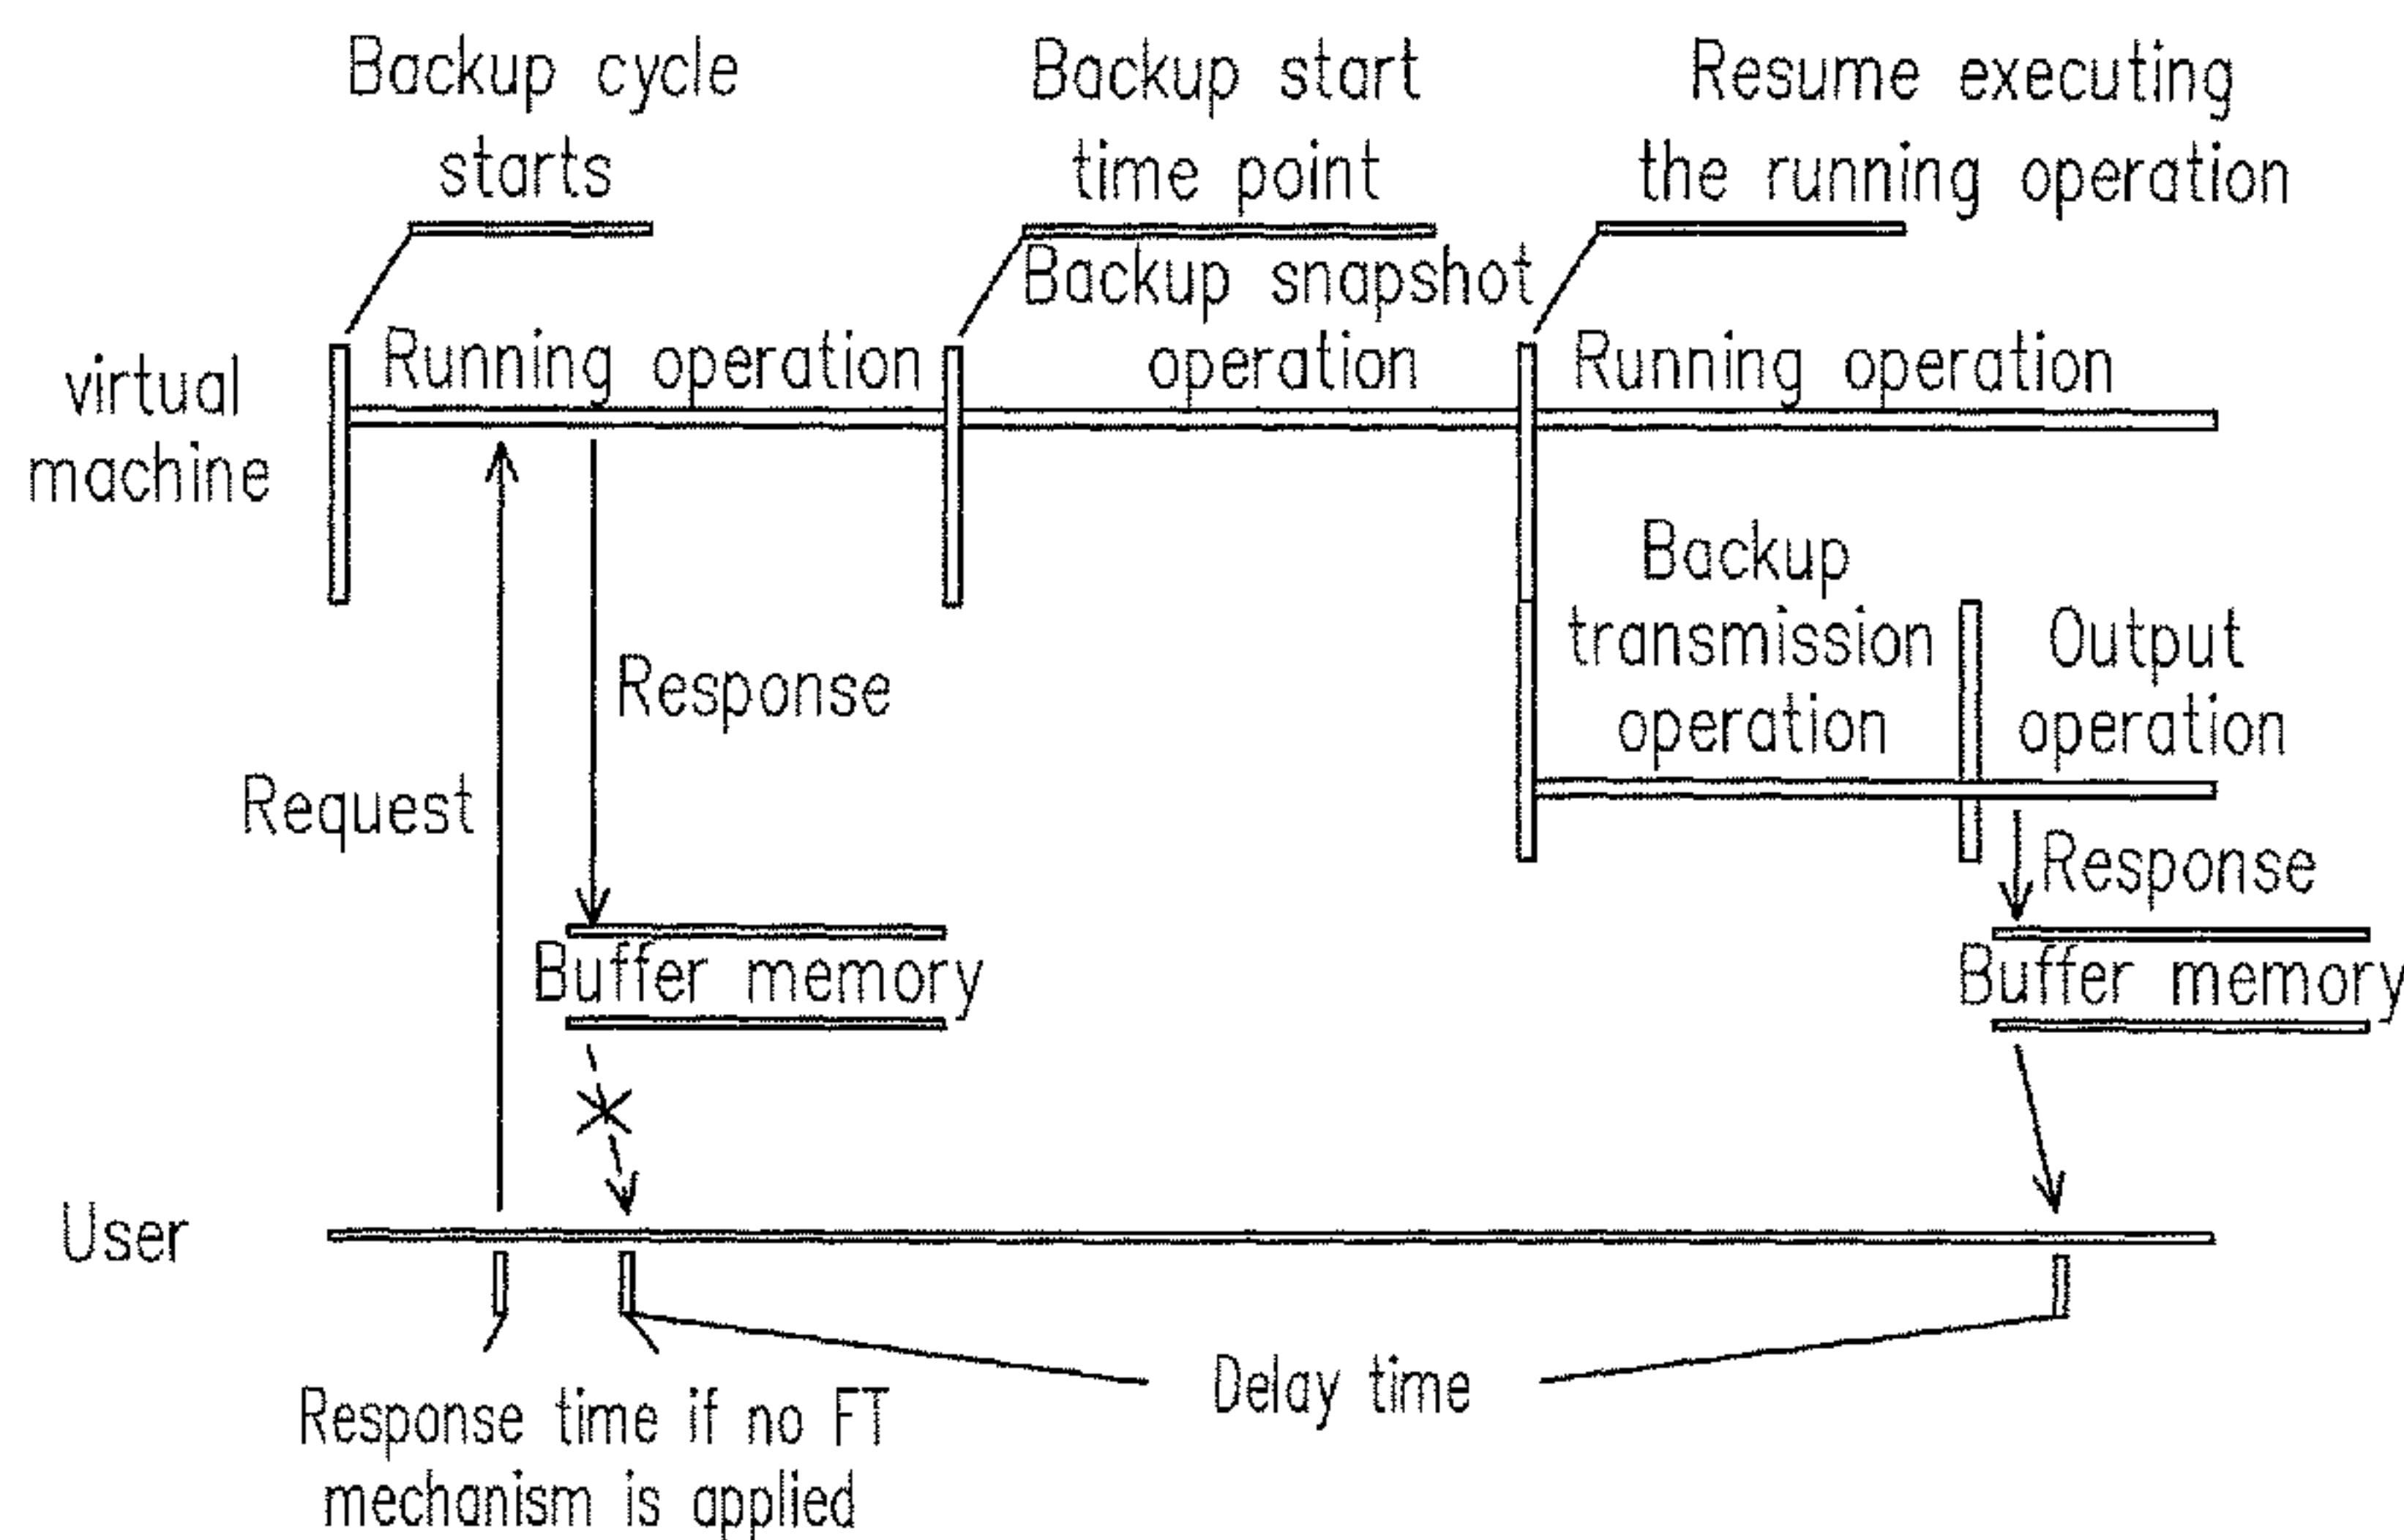 Backup cycle
starts
Backup start
time point
Resume executing
the running operation
Backup snapshot
operation
Running operation
Running operation
virtual
machine
Backup
transmission
operation
Output
operation
Response
Request
Response
Buffer memory
Buffer memory
User
Delay time
Response time if no FT
mechanism is applied